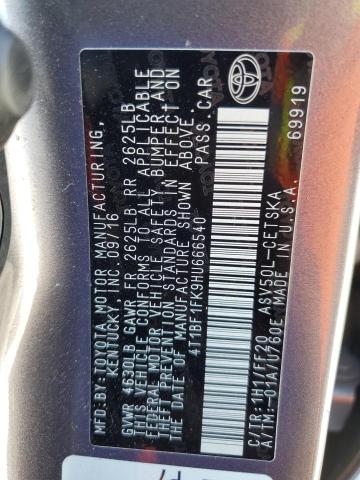 MFD. BY: TOYOTA MOTOR MANUFACTURING,
KENTUCKY, INC. 09/16
GVWR 4630LB GAWR FR 2625LB RR 2625LB
THIS VEHICLE CONFORMS TO ALL APPLICABLE
FEDERAL MOTOR VEHICLE SAFETY, BUMPER, AND
THEFT PREVENTION STANDARDS IN EFFECT ON
THE DATE OF MANUFACTURE SHOWN ABOVE.
4T1BF1FK9HU666540 PASS. CAR
TOYOTA
C/TR: 1H1/FF20 ASV50L-CETSKA
A/TM: -01A/U760E MADE IN U.S.A. 69919